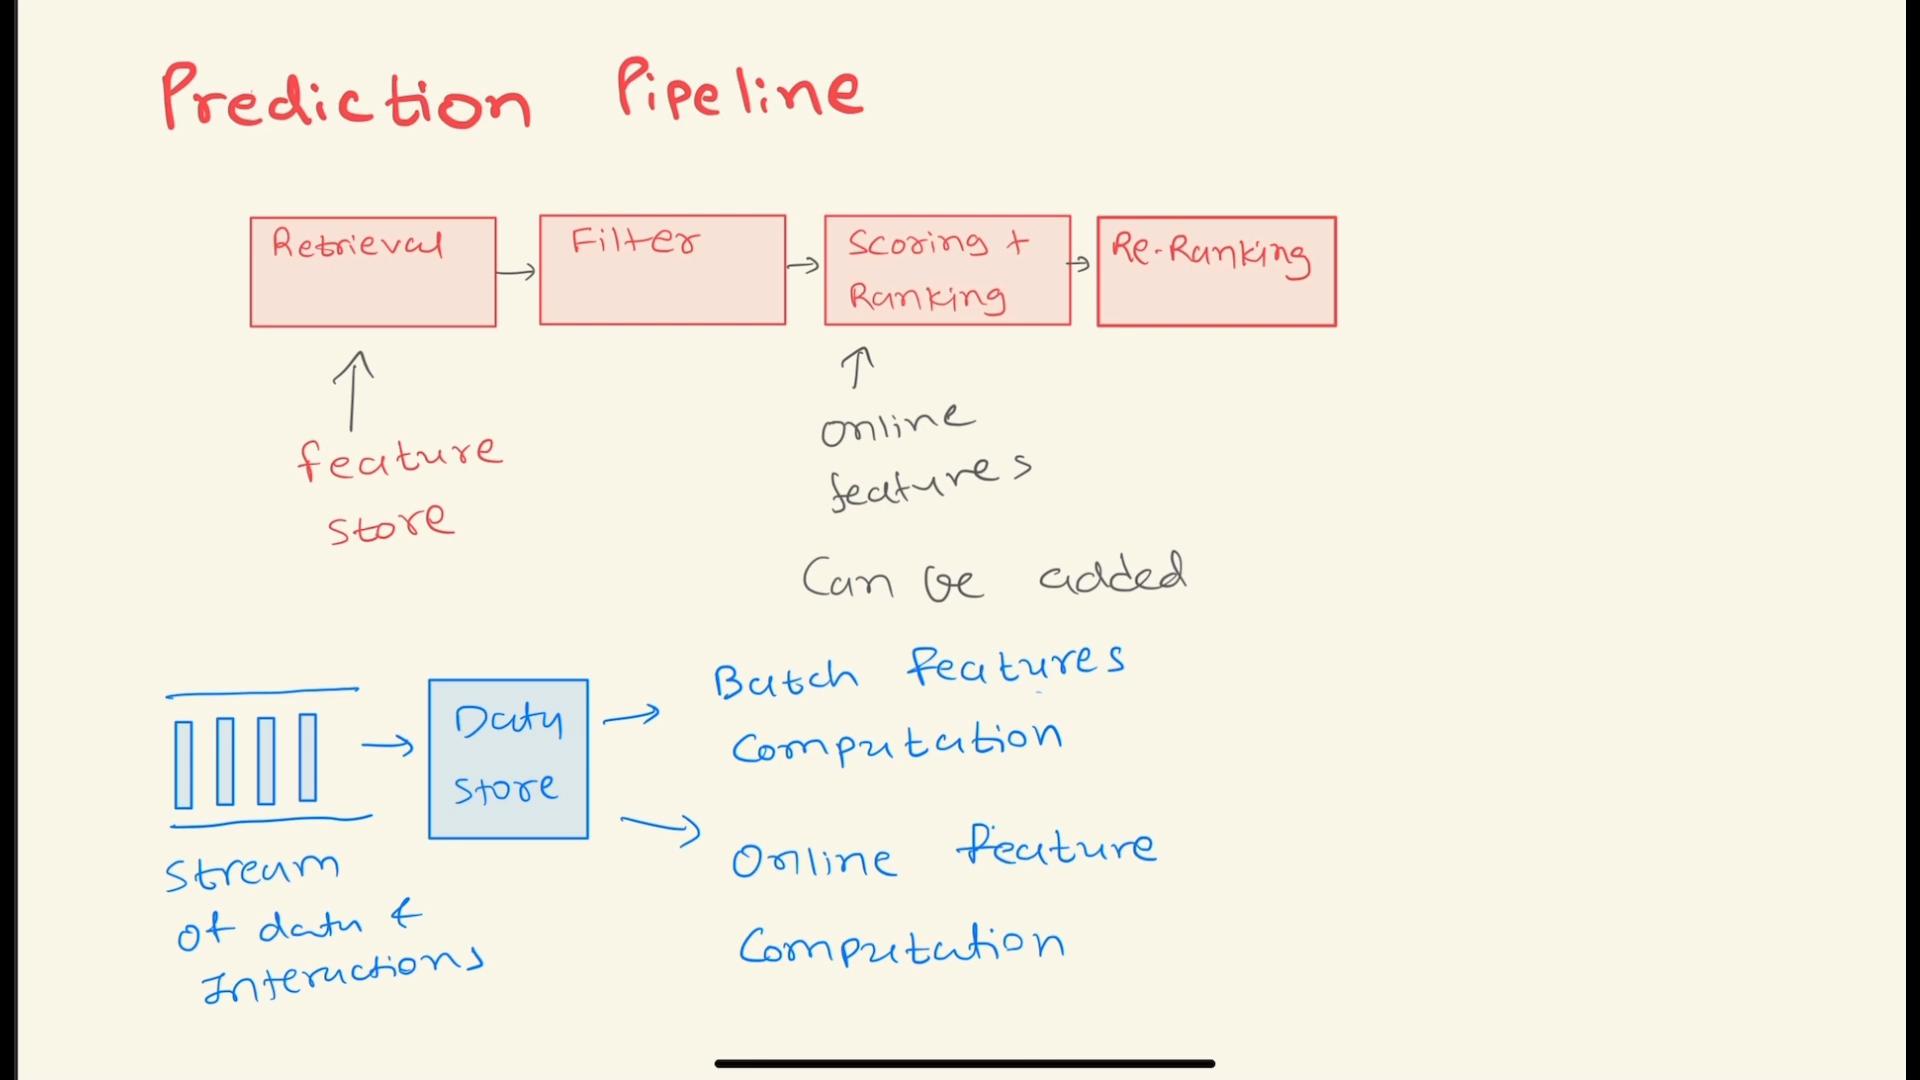 Prediction Pipeline
Retrieval
Filter
Scoring +
Ranking
Re-Ranking
feature
store
online
features
Can be added
Data
store
Stream
of data &
Interactions
Batch features
Computation
Online feature
Computation